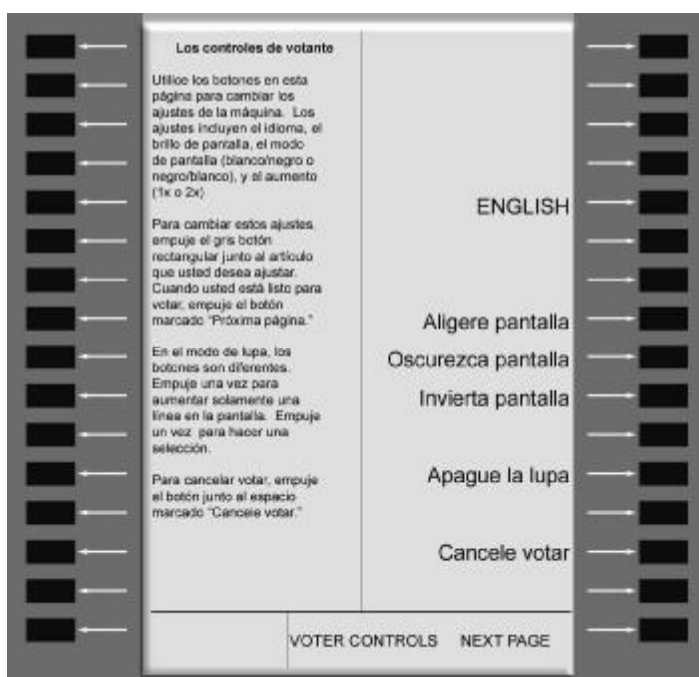 Los controles de votante
Utilice los botones en esta
página para cambiar los
ajustes de la máquina. Los
ajustes incluyen el idioma, el
brillo de pantalla, el modo
de pantalla (blanco/negro o
negro/blanco), y el aumento
(1x o 2x)
Para cambiar estos ajustes
empuje el gris botón
rectangular junto al artículo
que usted desea ajustar.
Cuando usted está listo para
votar, empuje el botón
marcado "Próxima página."
En el modo de lupa, los
botones son diferentes.
Empuje una vez para
aumentar solamente una
línea en la pantalla. Empuje
un vez para hacer una
selección.
Para cancelar votar, empuje
el botón junto al espacio
marcado "Cancele votar."
ENGLISH
Aligere pantalla
Oscurezca pantalla
Invierta pantalla
Apague la lupa
Cancele votar
VOTER CONTROLS NEXT PAGE